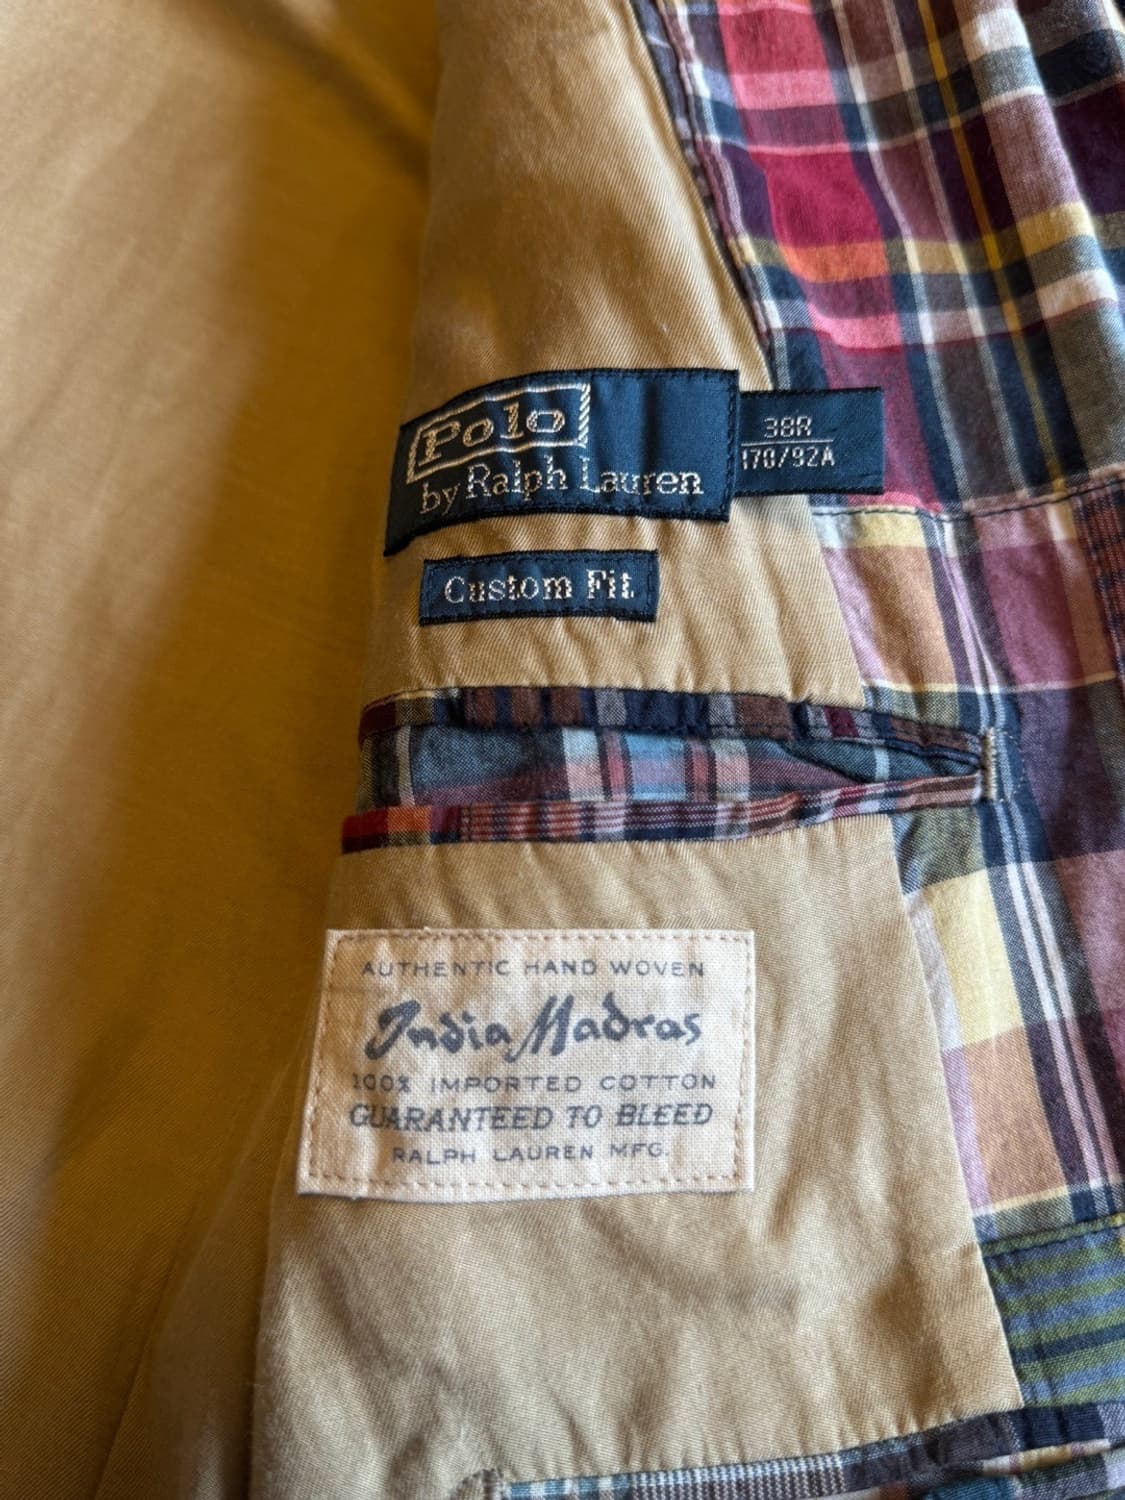 Polo
by Ralph Lauren
38R
170/92A
Custom Fit
AUTHENTIC HAND WOVEN
India Madras
100% IMPORTED COTTON
GUARANTEED TO BLEED
RALPH LAUREN MFG.